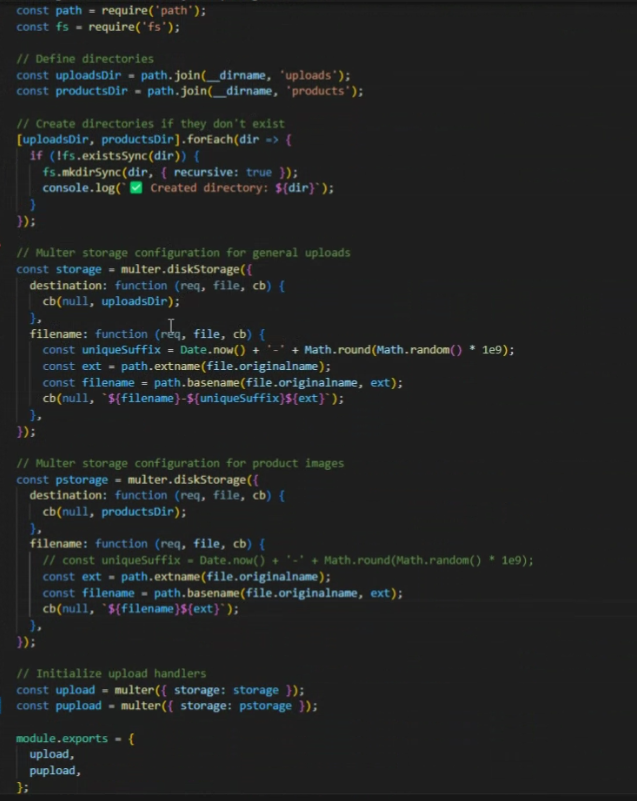 const path = require('path');
const fs = require('fs');
// Define directories
const uploadsDir = path.join(__dirname, 'uploads');
const productsDir = path.join(__dirname, 'products');
// Create directories if they don't exist
[uploadsDir, productsDir].forEach(dir => {
if (!fs.existsSync(dir)) {
fs.mkdirSync(dir, { recursive: true });
console.log(`✅ Created directory: ${dir}`);
}
});
// Multer storage configuration for general uploads
const storage = multer.diskStorage({
destination: function (req, file, cb) {
cb(null, uploadsDir);
},
filename: function (req, file, cb) {
const uniqueSuffix = Date.now() + '-' + Math.round(Math.random() * 1e9);
const ext = path.extname(file.originalname);
const filename = path.basename(file.originalname, ext);
cb(null, `${filename}-${uniqueSuffix}${ext}`);
},
});
// Multer storage configuration for product images
const pstorage = multer.diskStorage({
destination: function (req, file, cb) {
cb(null, productsDir);
},
filename: function (req, file, cb) {
// const uniqueSuffix = Date.now() + '-' + Math.round(Math.random() * 1e9);
const ext = path.extname(file.originalname);
const filename = path.basename(file.originalname, ext);
cb(null, `${filename}${ext}`);
},
});
// Initialize upload handlers
const upload = multer({ storage: storage });
const pupload = multer({ storage: pstorage });
module.exports = {
upload,
pupload,
};